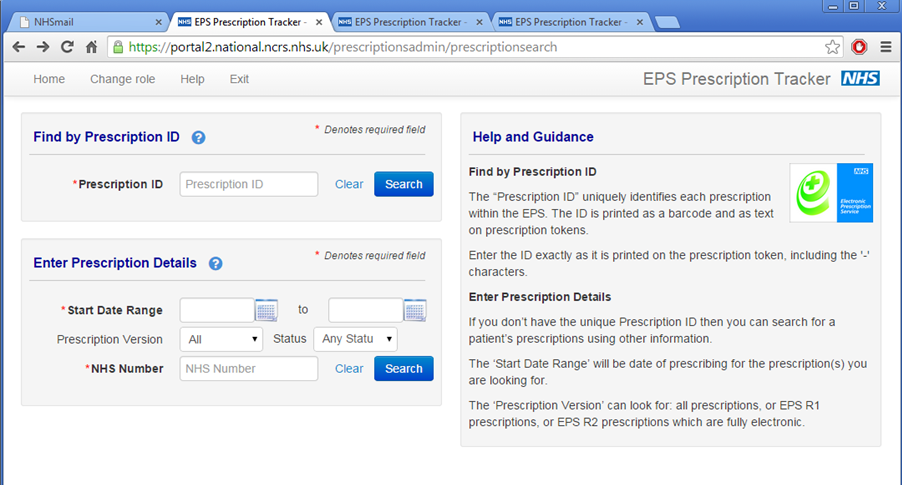 NHSmail
NHS EPS Prescription Tracker -
NHS EPS Prescription Tracker -
NHS EPS Prescription Tracker -
https://portal2.national.ncrs.nhs.uk/prescriptionsadmin/prescriptionsearch
Home Change role Help Exit
EPS Prescription Tracker NHS
Find by Prescription ID ?
* Denotes required field
*Prescription ID Prescription ID Clear Search
Enter Prescription Details ?
* Denotes required field
*Start Date Range to
Prescription Version All Status Any Statu
*NHS Number NHS Number Clear Search
Help and Guidance
Find by Prescription ID
The “Prescription ID” uniquely identifies each prescription
within the EPS. The ID is printed as a barcode and as text
on prescription tokens.
NHS
Electronic
Prescription
Service
Enter the ID exactly as it is printed on the prescription token, including the '-'
characters.
Enter Prescription Details
If you don’t have the unique Prescription ID then you can search for a
patient’s prescriptions using other information.
The ‘Start Date Range’ will be date of prescribing for the prescription(s) you
are looking for.
The ‘Prescription Version’ can look for: all prescriptions, or EPS R1
prescriptions, or EPS R2 prescriptions which are fully electronic.